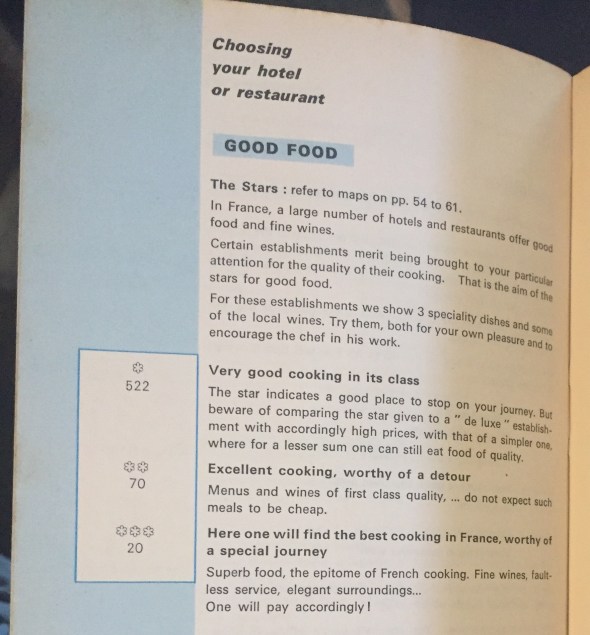 Choosing
your hotel
or restaurant
GOOD FOOD
The Stars : refer to maps on pp. 54 to 61.
In France, a large number of hotels and restaurants offer good
food and fine wines.
Certain establishments merit being brought to your particular
attention for the quality of their cooking. That is the aim of the
stars for good food.
For these establishments we show 3 speciality dishes and some
of the local wines. Try them, both for your own pleasure and to
encourage the chef in his work.
522
Very good cooking in its class
The star indicates a good place to stop on your journey. But
beware of comparing the star given to a " de luxe " establish-
ment with accordingly high prices, with that of a simpler one,
where for a lesser sum one can still eat food of quality.
70
Excellent cooking, worthy of a detour
Menus and wines of first class quality, ... do not expect such
meals to be cheap.
20
Here one will find the best cooking in France, worthy of
a special journey
Superb food, the epitome of French cooking. Fine wines, fault-
less service, elegant surroundings...
One will pay accordingly !